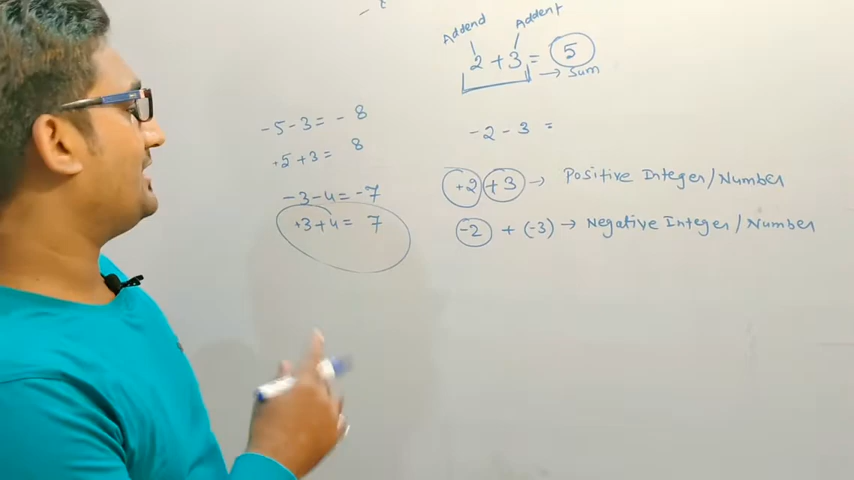 Addend Addent
2 + 3 = 5
→ Sum
-5-3= -8
+5+3= 8
-3-4=-7
+3+4= 7
-2-3 =
+2 +3 → Positive Integer/Number
-2 + (-3) → Negative Integer/Number